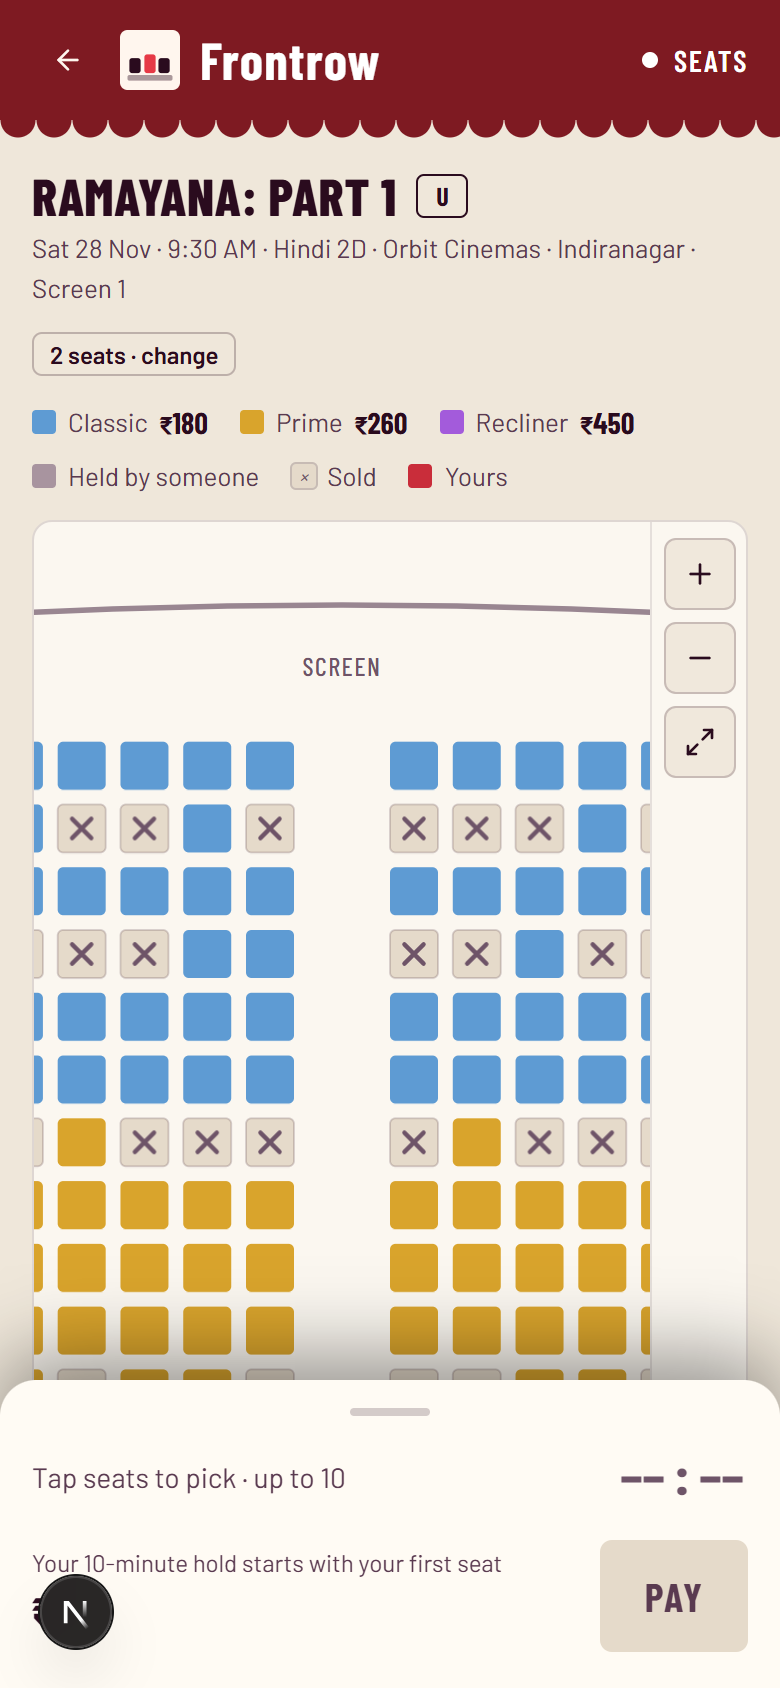 Frontrow
SEATS
RAMAYANA: PART 1 U
Sat 28 Nov · 9:30 AM · Hindi 2D · Orbit Cinemas · Indiranagar ·
Screen 1
2 seats · change
Classic ₹180 Prime ₹260 Recliner ₹450
Held by someone × Sold Yours
SCREEN
Tap seats to pick · up to 10
--:--
Your 10-minute hold starts with your first seat
N
PAY